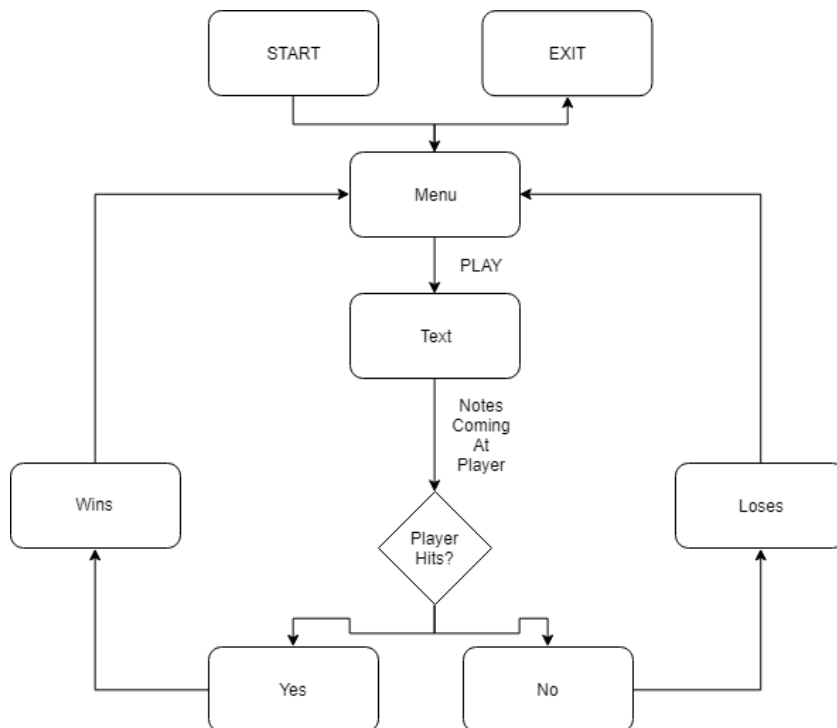 START
EXIT
Menu
PLAY
Text
Notes
Coming
At
Player
Wins
Loses
Player
Hits?
Yes
No